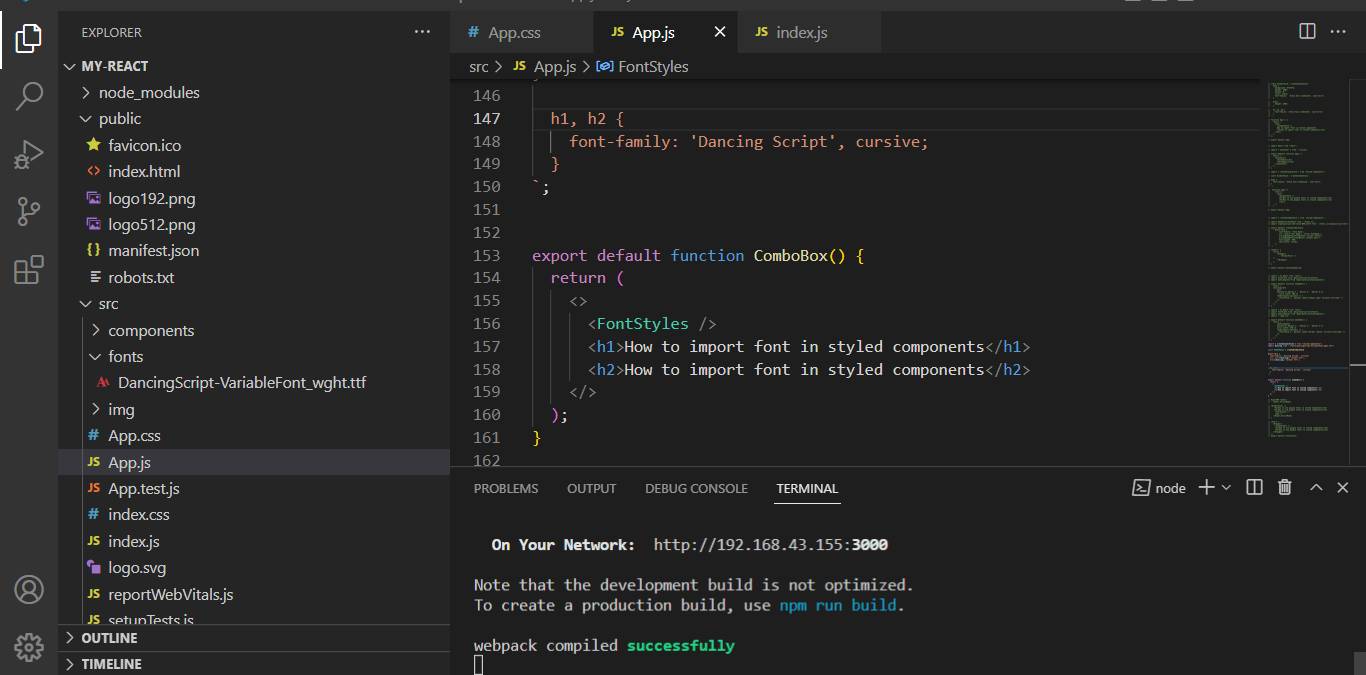 EXPLORER
MY-REACT
node_modules
public
favicon.ico
index.html
logo192.png
logo512.png
manifest.json
robots.txt
src
components
fonts
DancingScript-VariableFont_wght.ttf
img
App.css
App.js
App.test.js
index.css
index.js
logo.svg
reportWebVitals.js
setupTests.js
OUTLINE
TIMELINE
# App.css JS App.js JS index.js
src > JS App.js > FontStyles
146
147 h1, h2 {
148 font-family: 'Dancing Script', cursive;
149 }
150 `;
151
152
153 export default function ComboBox() {
154 return (
155 <>
156 <FontStyles />
157 <h1>How to import font in styled components</h1>
158 <h2>How to import font in styled components</h2>
159 </>
160 );
161 }
162
PROBLEMS OUTPUT DEBUG CONSOLE TERMINAL node
On Your Network: http://192.168.43.155:3000
Note that the development build is not optimized.
To create a production build, use npm run build.
webpack compiled successfully